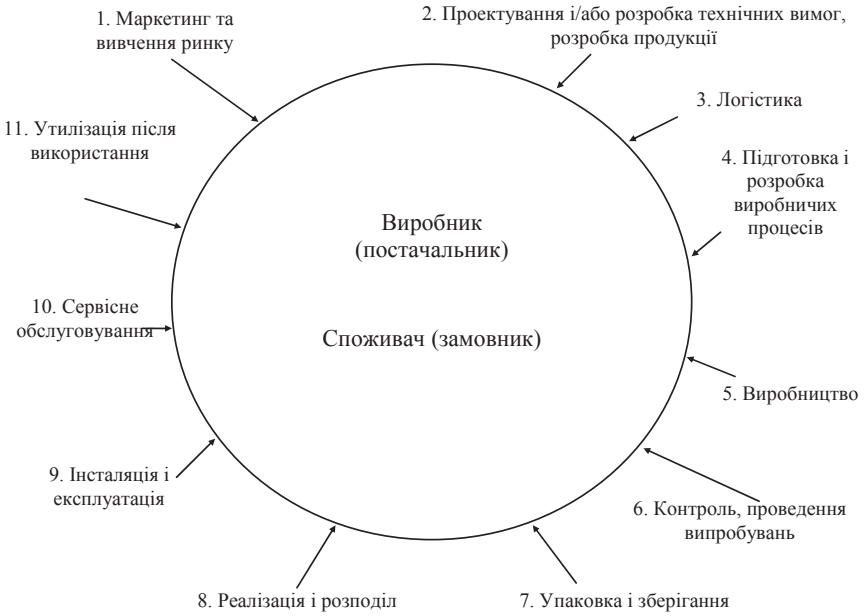 1. Маркетинг та
вивчення ринку
2. Проектування і/або розробка технічних вимог,
розробка продукції
3. Логістика
4. Підготовка і
розробка
виробничих
процесів
5. Виробництво
6. Контроль, проведення
випробувань
7. Упаковка і зберігання
8. Реалізація і розподіл
9. Інсталяція і
експлуатація
10. Сервісне
обслуговування
11. Утилізація після
використання
Виробник
(постачальник)
Споживач (замовник)